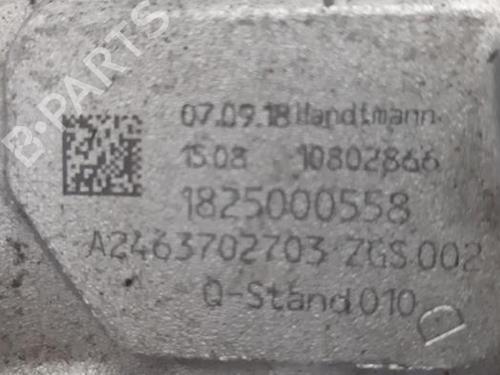 B-PARTS
07.09.18 Handtmann
15:08 10802866
1825000558
A2463702703 ZGS 002
Q-Stand 010
D